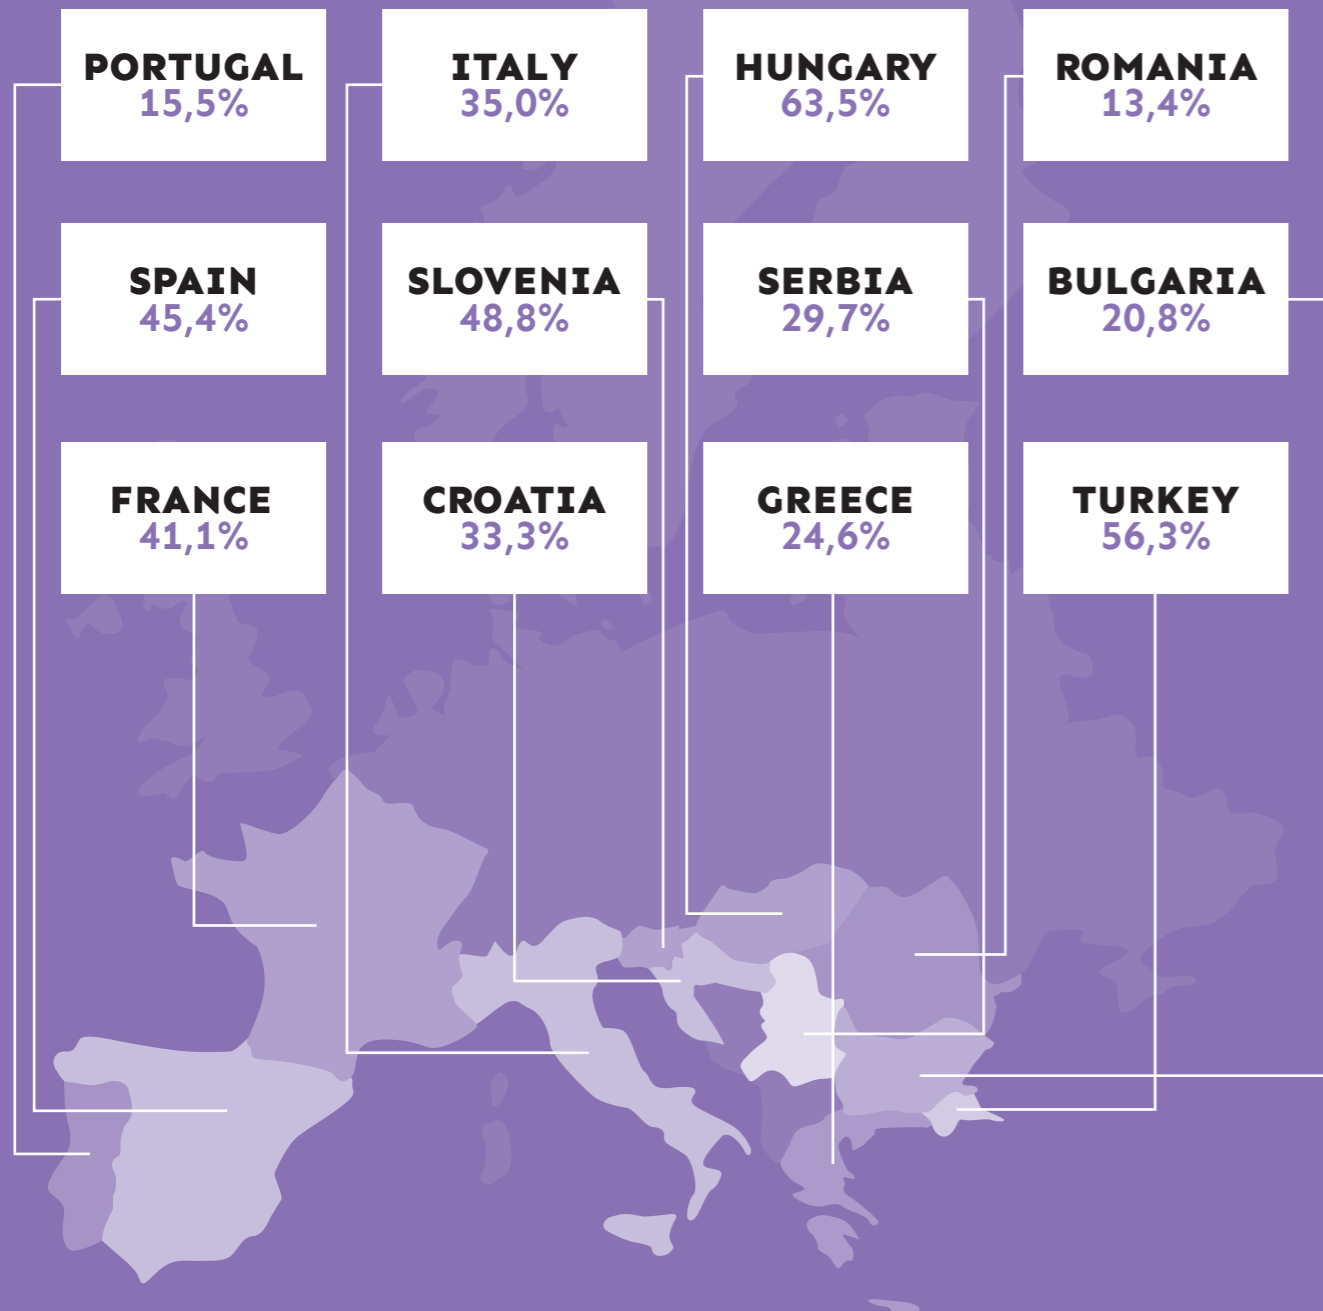 PORTUGAL
15,5%
ITALY
35,0%
HUNGARY
63,5%
ROMANIA
13,4%
SPAIN
45,4%
SLOVENIA
48,8%
SERBIA
29,7%
BULGARIA
20,8%
FRANCE
41,1%
CROATIA
33,3%
GREECE
24,6%
TURKEY
56,3%